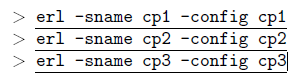 > erl -sname cp1 -config cp1
> erl -sname cp2 -config cp2
> erl -sname cp3 -config cp3